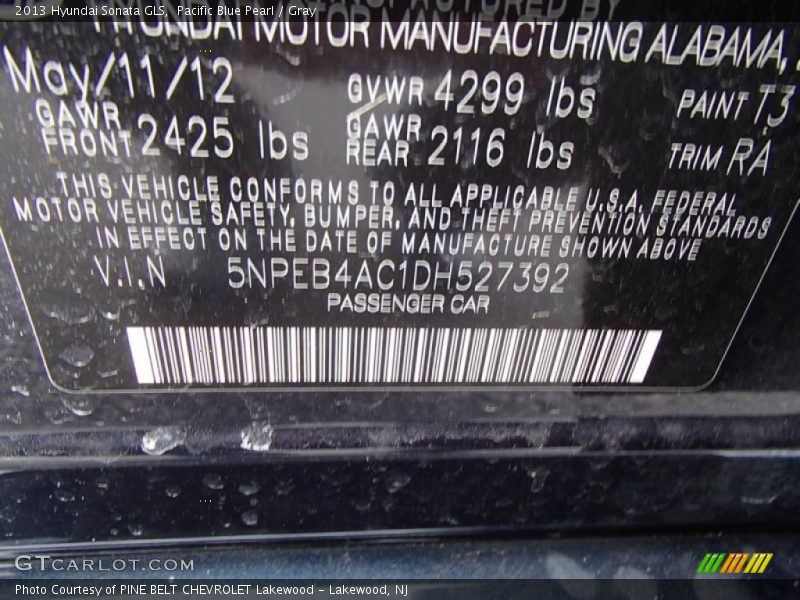 2013 Hyundai Sonata GLS, Pacific Blue Pearl / Gray
MANUFACTURED BY
HYUNDAI MOTOR MANUFACTURING ALABAMA,
May/11/12 GVWR 4299 lbs PAINT T3
GAWR FRONT 2425 lbs GAWR REAR 2116 lbs TRIM RA
THIS VEHICLE CONFORMS TO ALL APPLICABLE U.S.A. FEDERAL
MOTOR VEHICLE SAFETY, BUMPER, AND THEFT PREVENTION STANDARDS
IN EFFECT ON THE DATE OF MANUFACTURE SHOWN ABOVE
V.I.N 5NPEB4AC1DH527392
PASSENGER CAR
GTCARLOT.COM
Photo Courtesy of PINE BELT CHEVROLET Lakewood - Lakewood, NJ